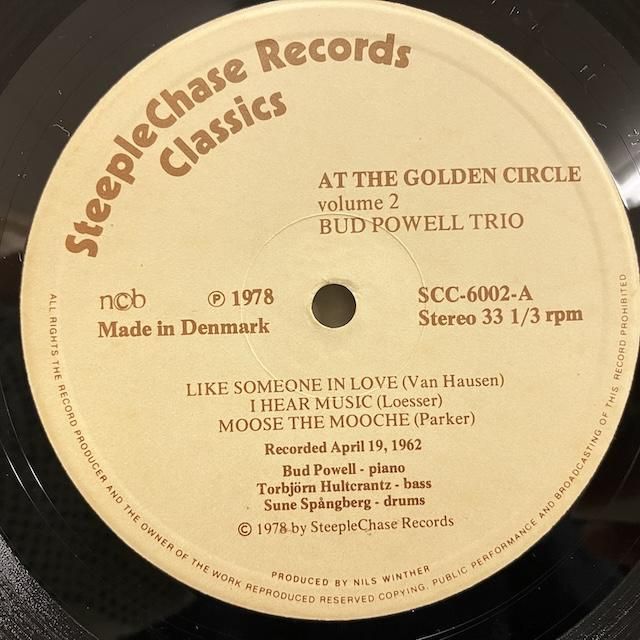 SteepleChase Records
Classics
AT THE GOLDEN CIRCLE
volume 2
BUD POWELL TRIO
n©b ℗ 1978 SCC-6002-A
Made in Denmark Stereo 33 1/3 rpm
LIKE SOMEONE IN LOVE (Van Hausen)
I HEAR MUSIC (Loesser)
MOOSE THE MOOCHE (Parker)
Recorded April 19, 1962
Bud Powell - piano
Torbjörn Hultcrantz - bass
Sune Spångberg - drums
© 1978 by SteepleChase Records
PRODUCED BY NILS WINTHER
ALL RIGHTS THE RECORD PRODUCER AND THE OWNER OF THE WORK REPRODUCED RESERVED COPYING, PUBLIC PERFORMANCE AND BROADCASTING OF THIS RECORD PROHIBITED